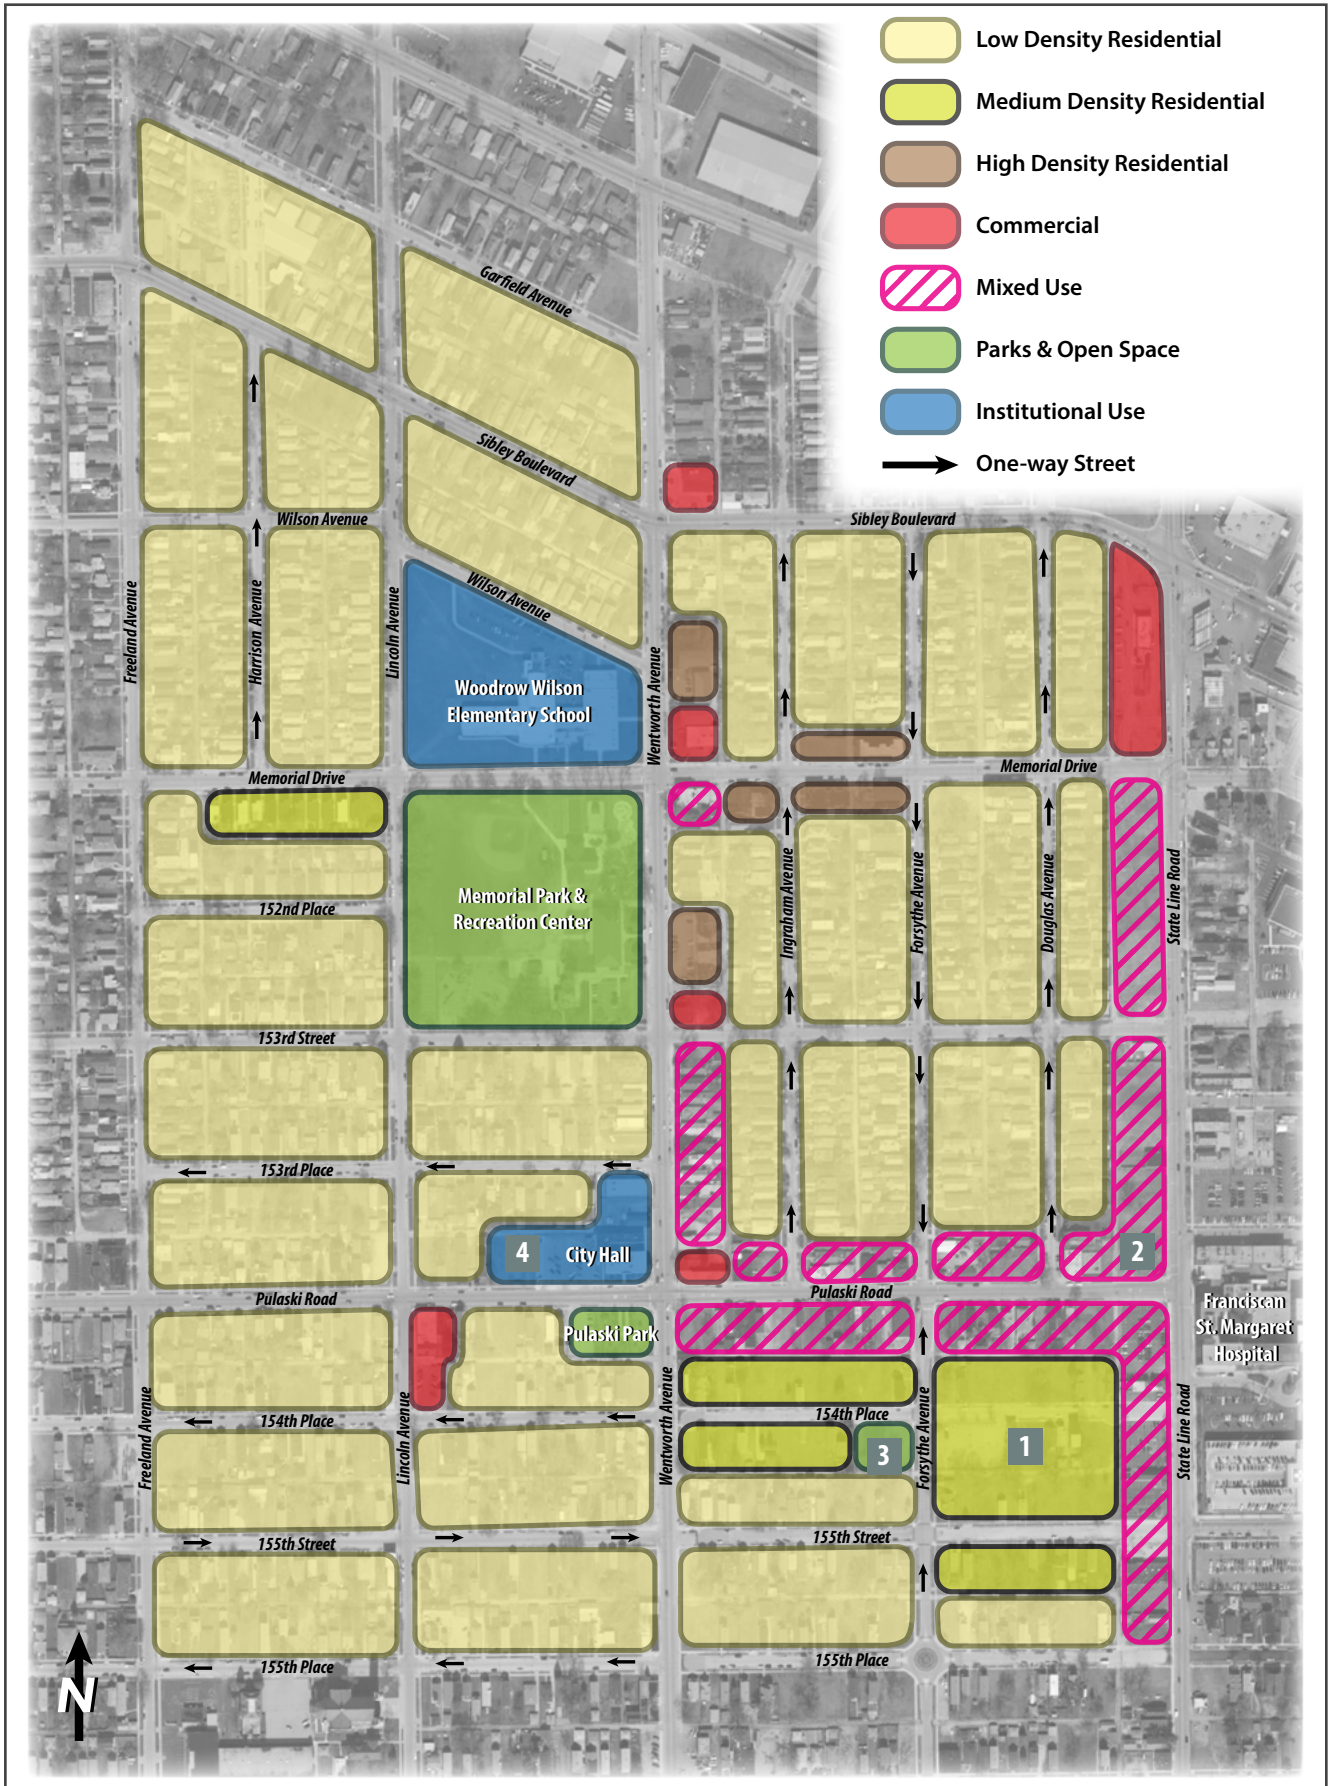 Low Density Residential
Medium Density Residential
High Density Residential
Commercial
Mixed Use
Parks & Open Space
Institutional Use
One-way Street
Garfield Avenue
Sibley Boulevard
Wilson Avenue
Sibley Boulevard
Wilson Avenue
Freeland Avenue
Harrison Avenue
Lincoln Avenue
Woodrow Wilson
Elementary School
Wentworth Avenue
Memorial Drive
Memorial Drive
Memorial Park &
Recreation Center
Ingraham Avenue
Forsythe Avenue
Douglas Avenue
State Line Road
152nd Place
153rd Street
153rd Place
4
City Hall
2
Pulaski Road
Pulaski Road
Franciscan
St. Margaret
Hospital
Pulaski Park
Freeland Avenue
Lincoln Avenue
Wentworth Avenue
Forsythe Avenue
State Line Road
154th Place
154th Place
3
1
155th Street
155th Street
155th Place
155th Place
N